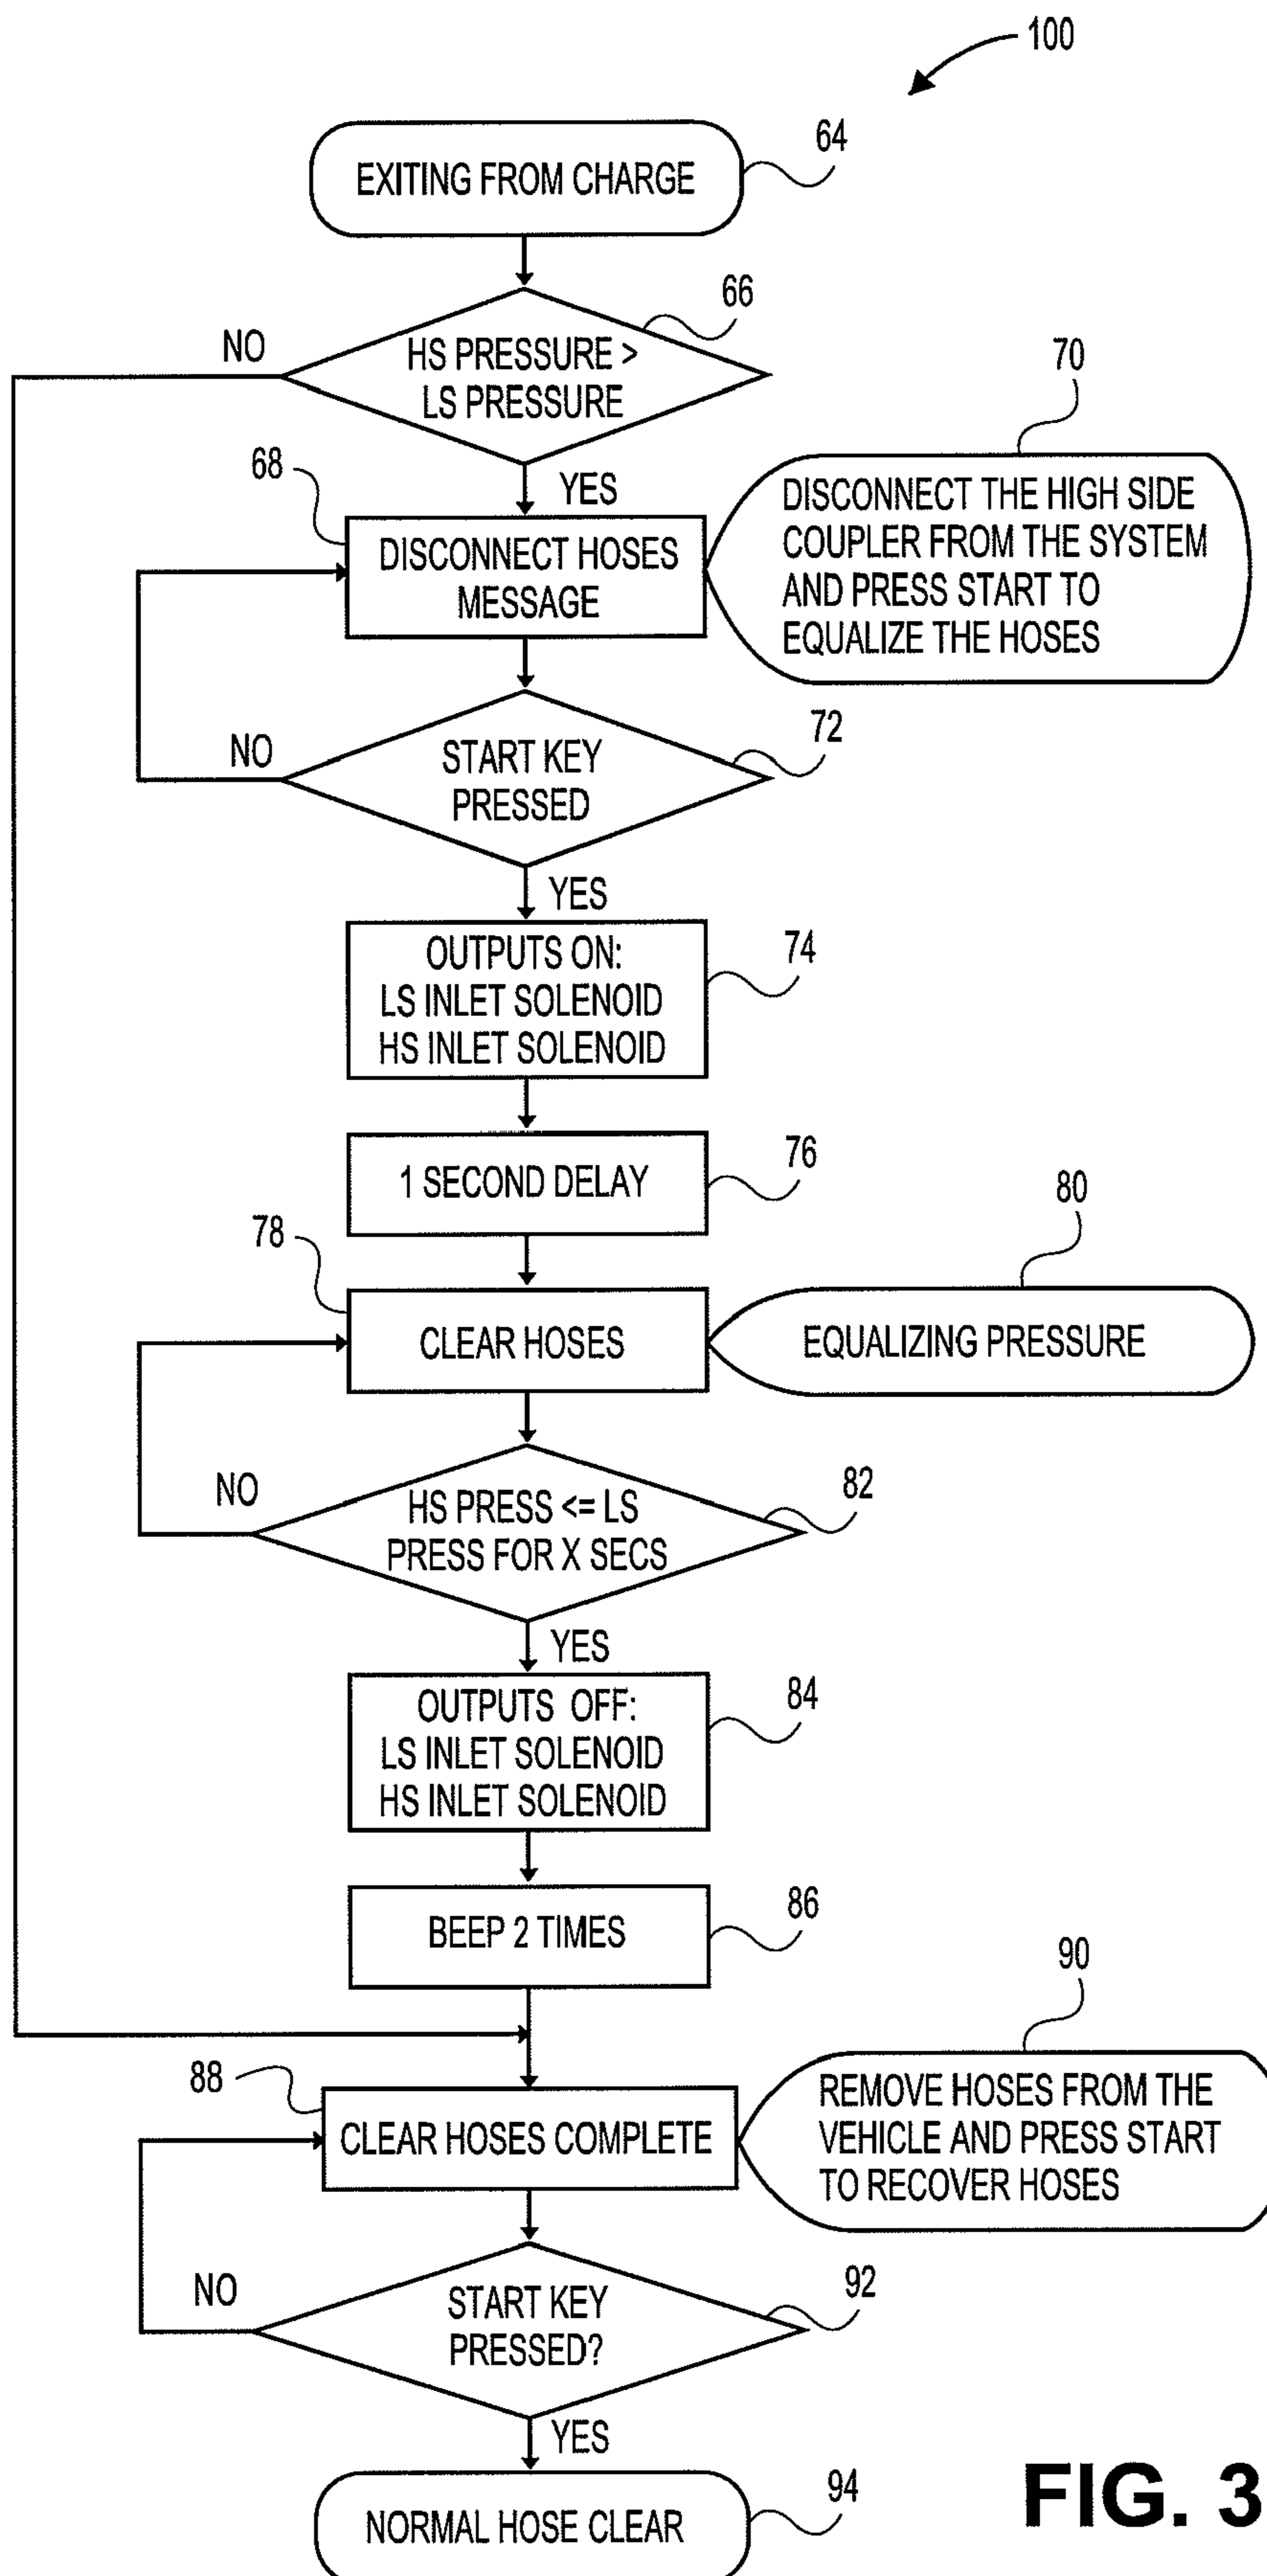 100
EXITING FROM CHARGE
64
66
HS PRESSURE >
LS PRESSURE
NO
YES
68
DISCONNECT HOSES
MESSAGE
70
DISCONNECT THE HIGH SIDE
COUPLER FROM THE SYSTEM
AND PRESS START TO
EQUALIZE THE HOSES
72
START KEY
PRESSED
NO
YES
OUTPUTS ON:
LS INLET SOLENOID
HS INLET SOLENOID
74
1 SECOND DELAY
76
78
CLEAR HOSES
80
EQUALIZING PRESSURE
82
HS PRESS <= LS
PRESS FOR X SECS
NO
YES
OUTPUTS OFF:
LS INLET SOLENOID
HS INLET SOLENOID
84
BEEP 2 TIMES
86
88
CLEAR HOSES COMPLETE
90
REMOVE HOSES FROM THE
VEHICLE AND PRESS START
TO RECOVER HOSES
92
START KEY
PRESSED?
NO
YES
NORMAL HOSE CLEAR
94
FIG. 3